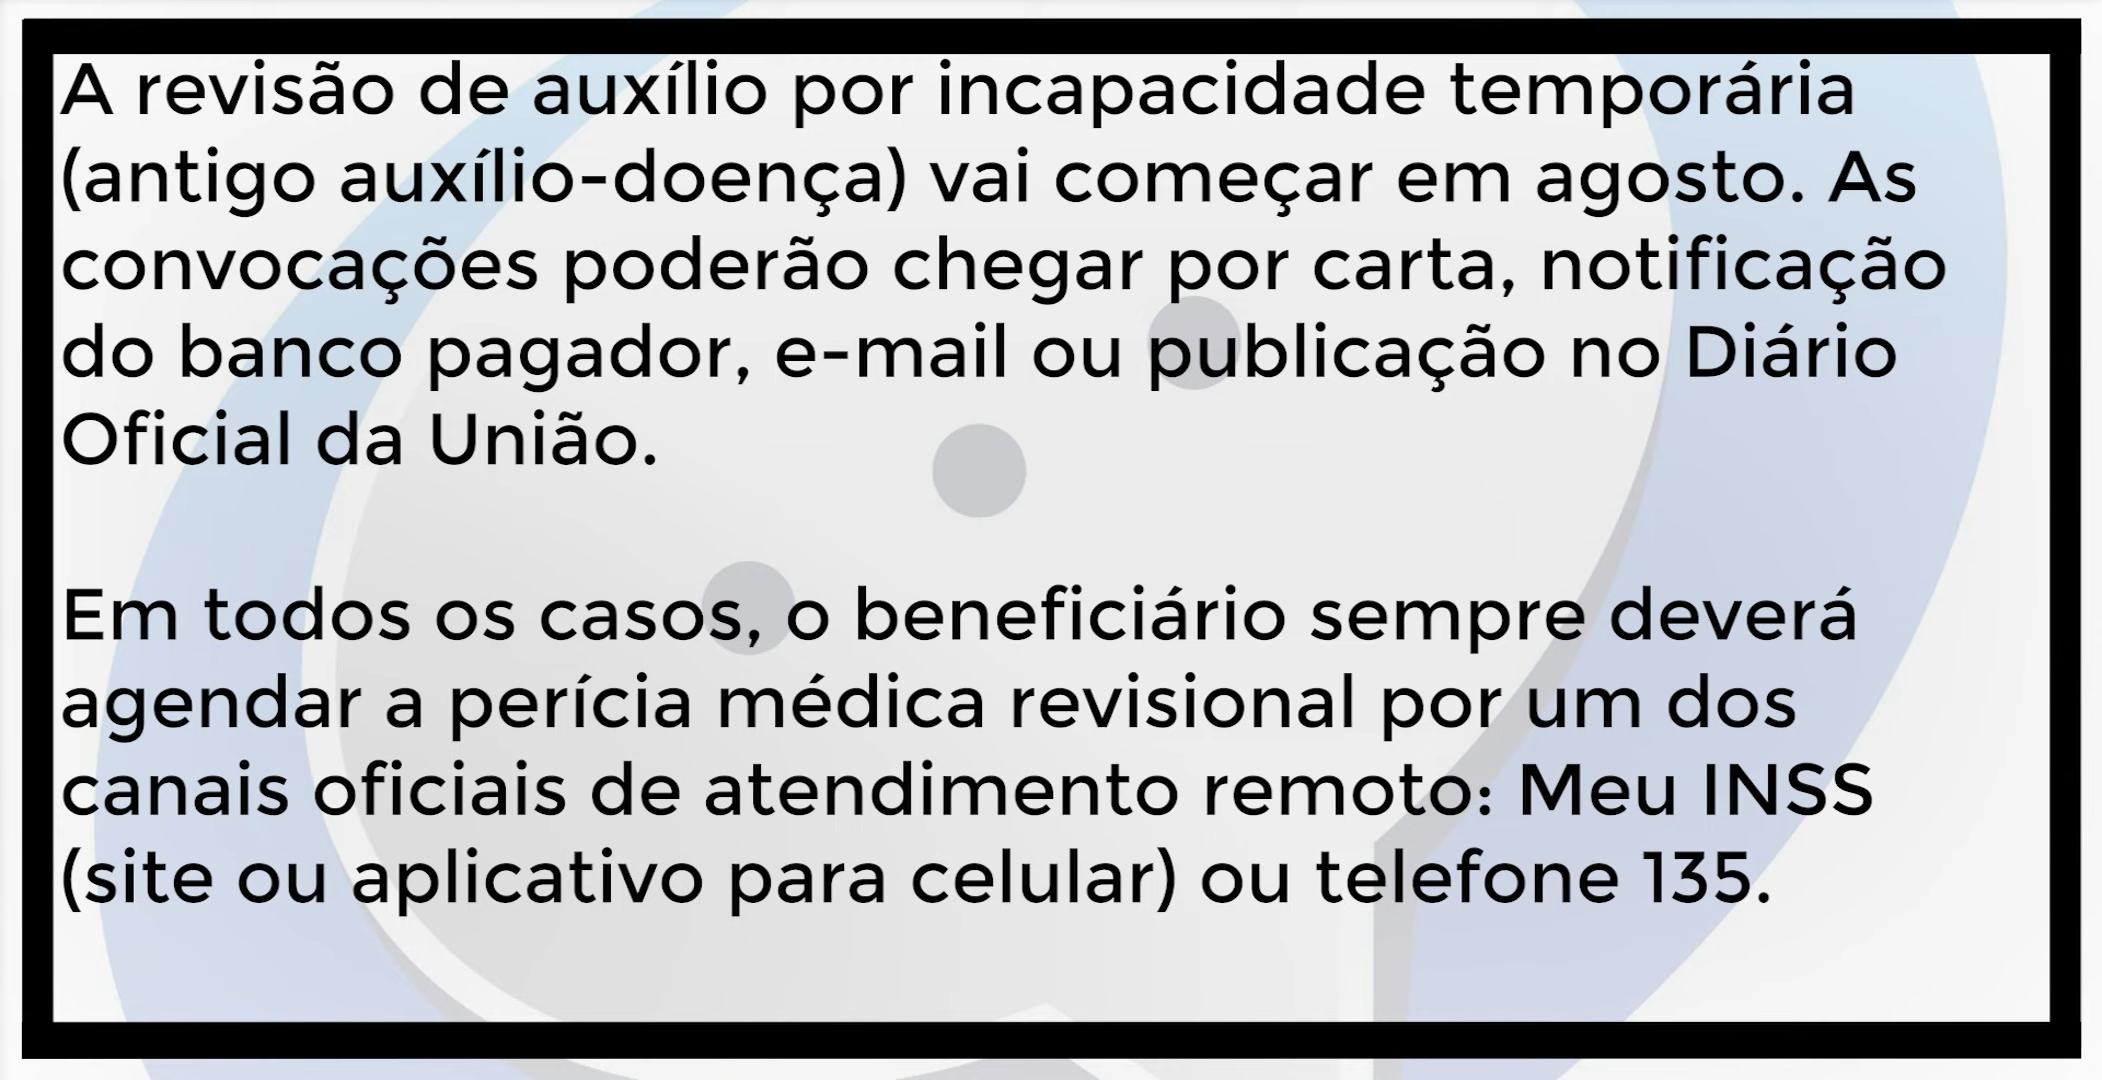 A revisão de auxílio por incapacidade temporária
(antigo auxílio-doença) vai começar em agosto. As
convocações poderão chegar por carta, notificação
do banco pagador, e-mail ou publicação no Diário
Oficial da União.
Em todos os casos, o beneficiário sempre deverá
agendar a perícia médica revisional por um dos
canais oficiais de atendimento remoto: Meu INSS
(site ou aplicativo para celular) ou telefone 135.